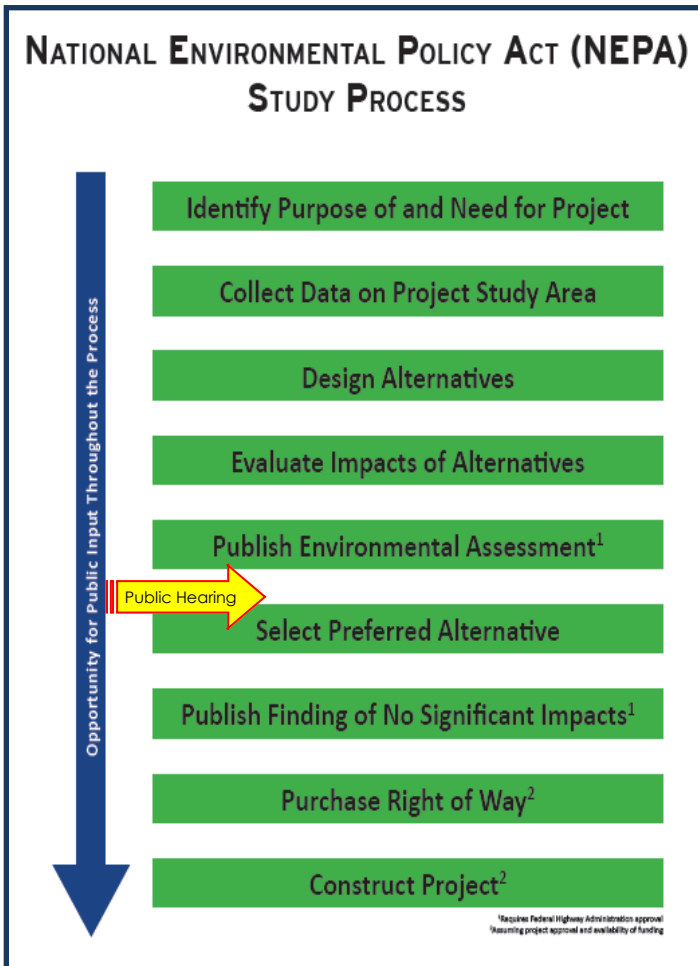 NATIONAL ENVIRONMENTAL POLICY ACT (NEPA)
STUDY PROCESS
Identify Purpose of and Need for Project
Collect Data on Project Study Area
Design Alternatives
Evaluate Impacts of Alternatives
Publish Environmental Assessment¹
Opportunity for Public Input Throughout the Process
Public Hearing
Select Preferred Alternative
Publish Finding of No Significant Impacts¹
Purchase Right of Way²
Construct Project²
¹Requires Federal Highway Administration approval
²Assuming project approval and availability of funding